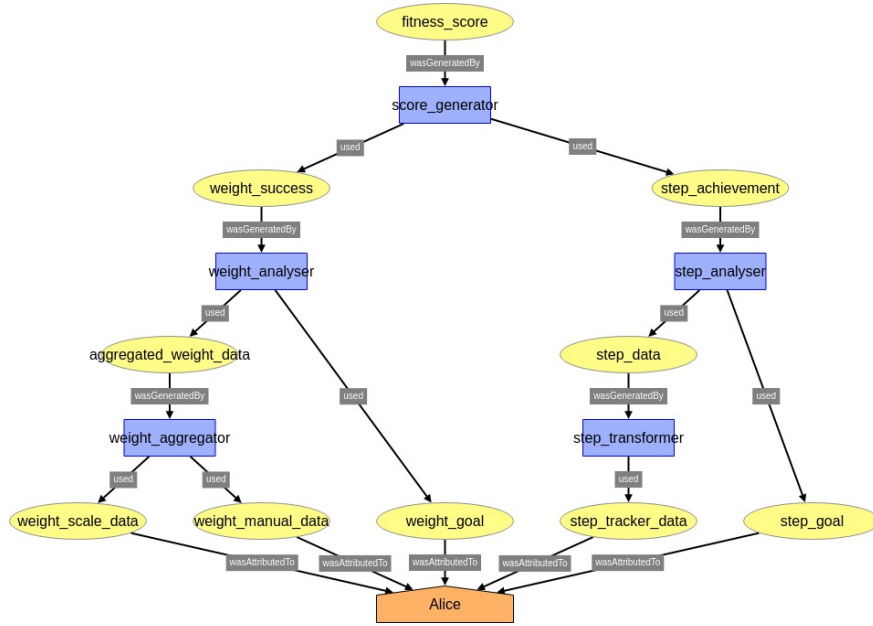 fitness_score
wasGeneratedBy
score_generator
used
used
weight_success
step_achievement
wasGeneratedBy
wasGeneratedBy
weight_analyser
step_analyser
used
used
aggregated_weight_data
step_data
wasGeneratedBy
used
wasGeneratedBy
used
weight_aggregator
step_transformer
used
used
used
weight_scale_data
weight_manual_data
weight_goal
step_tracker_data
step_goal
wasAttributedTo
wasAttributedTo
wasAttributedTo
wasAttributedTo
wasAttributedTo
Alice